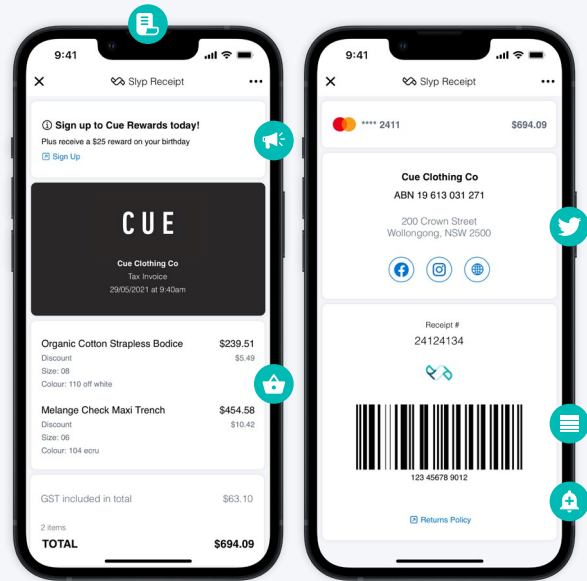 9:41
Slyp Receipt
Sign up to Cue Rewards today!
Plus receive a $25 reward on your birthday
Sign Up
CUE
Cue Clothing Co
Tax Invoice
29/05/2021 at 9:40am
Organic Cotton Strapless Bodice $239.51
Discount $5.49
Size: 08
Colour: 110 off white
Melange Check Maxi Trench $454.58
Discount $10.42
Size: 06
Colour: 104 ecru
GST included in total $63.10
2 items
TOTAL $694.09
9:41
Slyp Receipt
**** 2411 $694.09
Cue Clothing Co
ABN 19 613 031 271
200 Crown Street
Wollongong, NSW 2500
Receipt #
24124134
123 45678 9012
Returns Policy